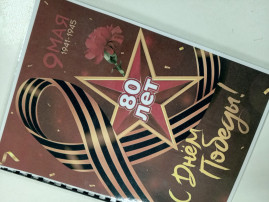 9 МАЯ
1941-1945
80
ЛЕТ
С Днём
Победы!